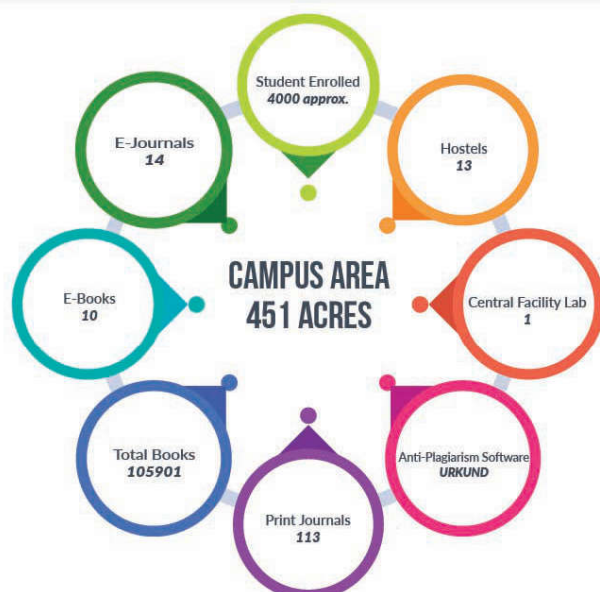 Student Enrolled
4000 approx.
Hostels
13
Central Facility Lab
1
Anti-Plagiarism Software
URKUND
Print Journals
113
Total Books
105901
E-Books
10
E-Journals
14
CAMPUS AREA
451 ACRES